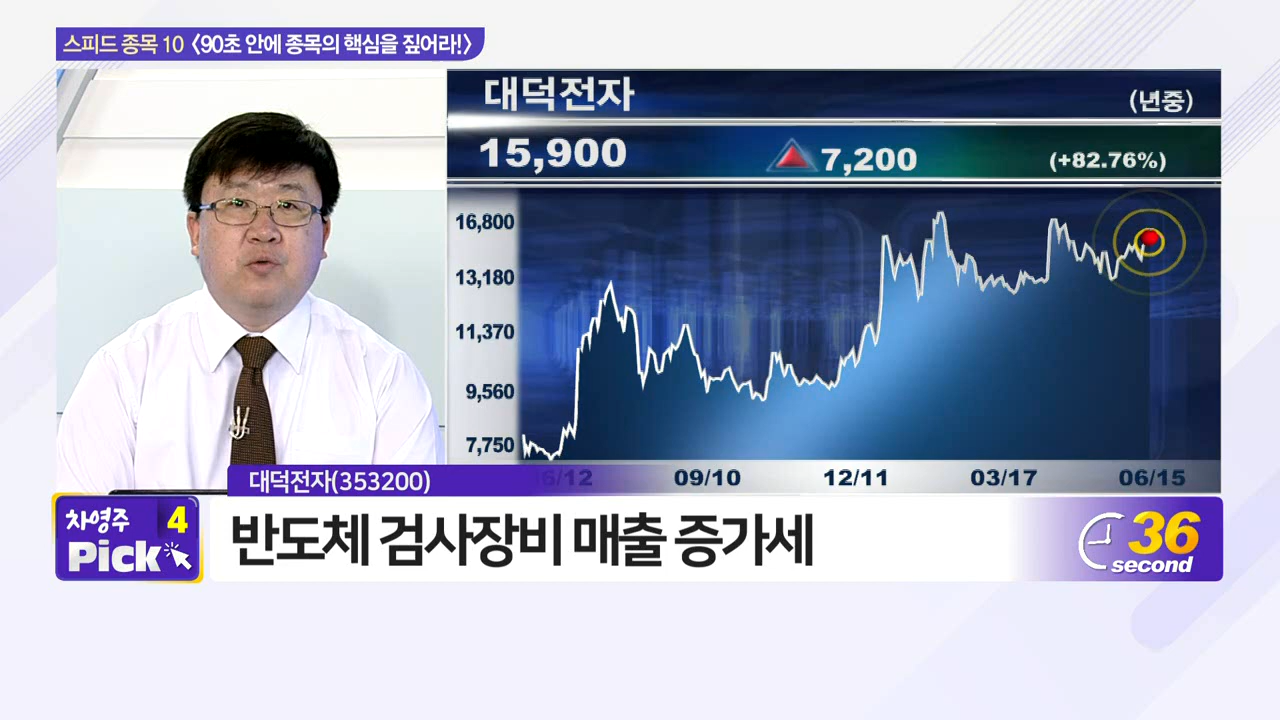 스피드 종목 10 〈90초 안에 종목의 핵심을 짚어라!〉
대덕전자
(년중)
15,900
7,200
(+82.76%)
16,800
13,180
11,370
9,560
7,750
6/12
09/10
12/11
03/17
06/15
대덕전자(353200)
차영주 4
Pick
반도체 검사장비 매출 증가세
36
second